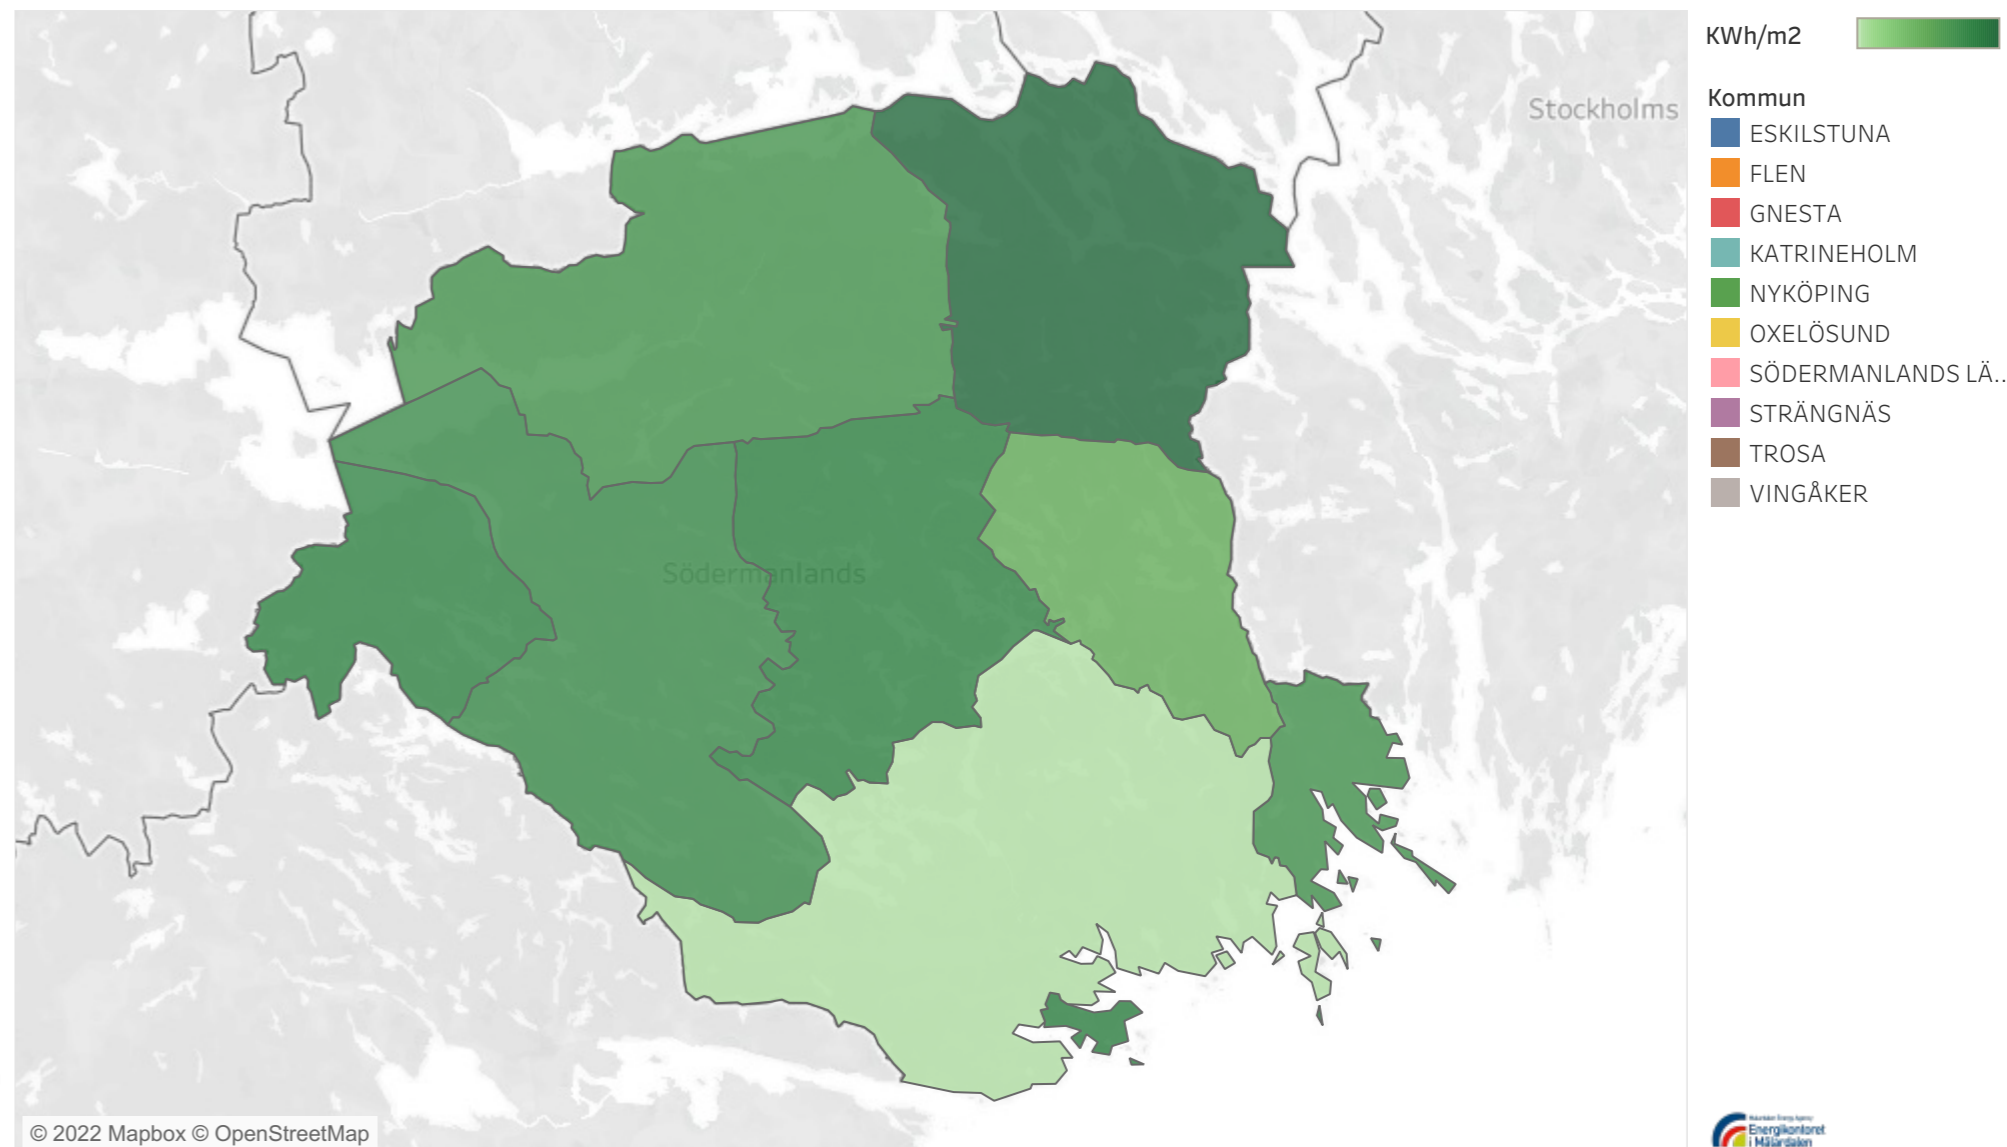 KWh/m2
Kommun
ESKILSTUNA
FLEN
GNESTA
KATRINEHOLM
NYKÖPING
OXELÖSUND
SÖDERMANLANDS LÄ..
STRÄNGNÄS
TROSA
VINGÅKER
Stockholms
Södermanlands
© 2022 Mapbox © OpenStreetMap
Energikontoret
i Mälardalen